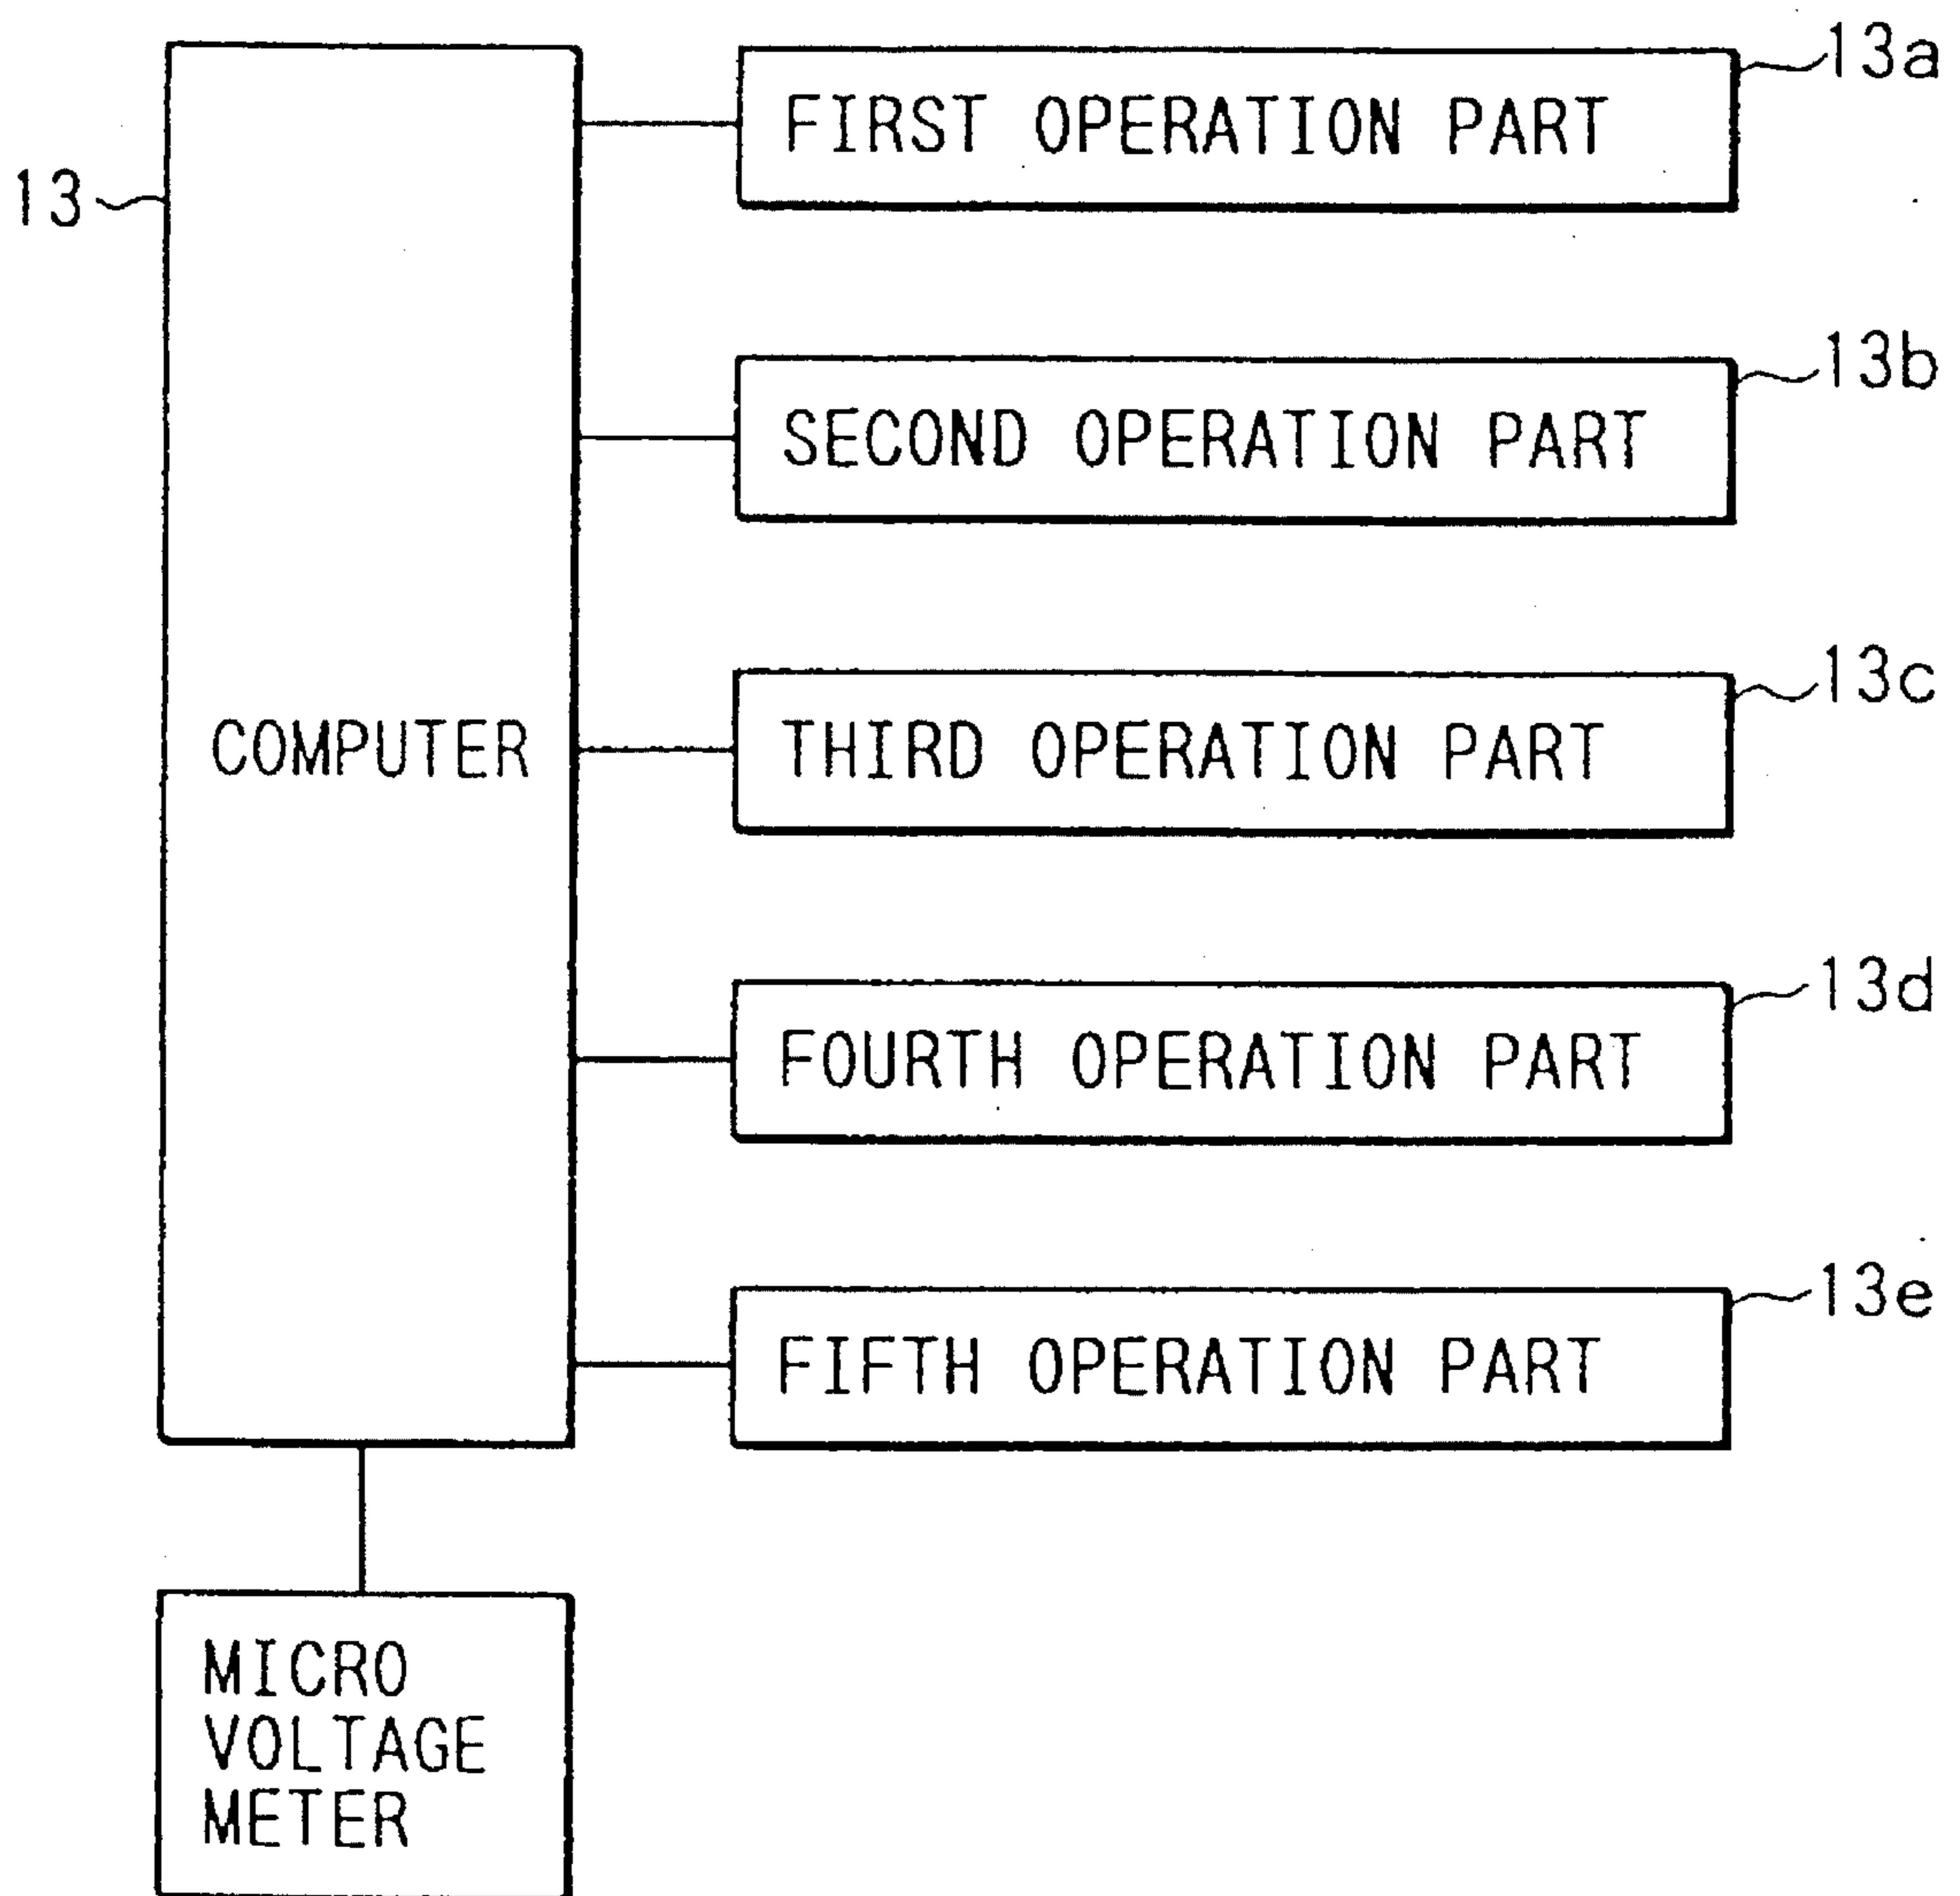 13a
FIRST OPERATION PART
13
13b
SECOND OPERATION PART
13c
COMPUTER
THIRD OPERATION PART
13d
FOURTH OPERATION PART
13e
FIFTH OPERATION PART
MICRO
VOLTAGE
METER